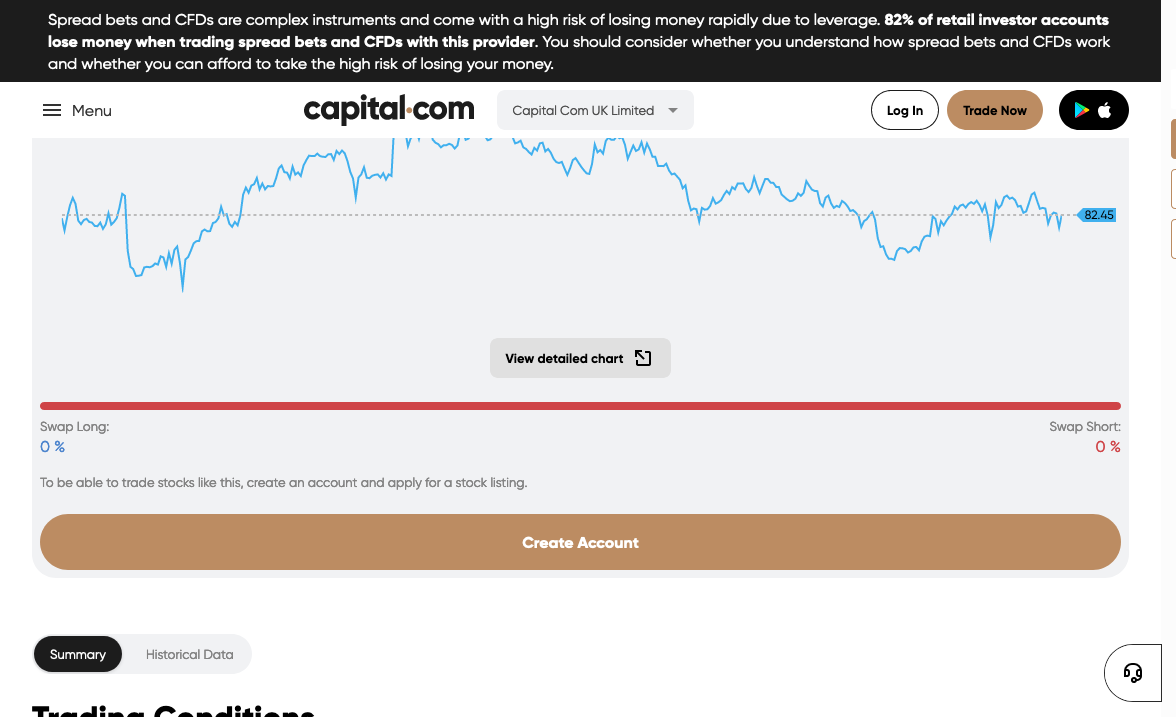 Spread bets and CFDs are complex instruments and come with a high risk of losing money rapidly due to leverage. 82% of retail investor accounts
lose money when trading spread bets and CFDs with this provider. You should consider whether you understand how spread bets and CFDs work
and whether you can afford to take the high risk of losing your money.
Menu
capital.com
Capital Com UK Limited
Log In
Trade Now
82.45
View detailed chart
Swap Long:
Swap Short:
0 %
0 %
To be able to trade stocks like this, create an account and apply for a stock listing.
Create Account
Summary
Historical Data
Trading Conditions